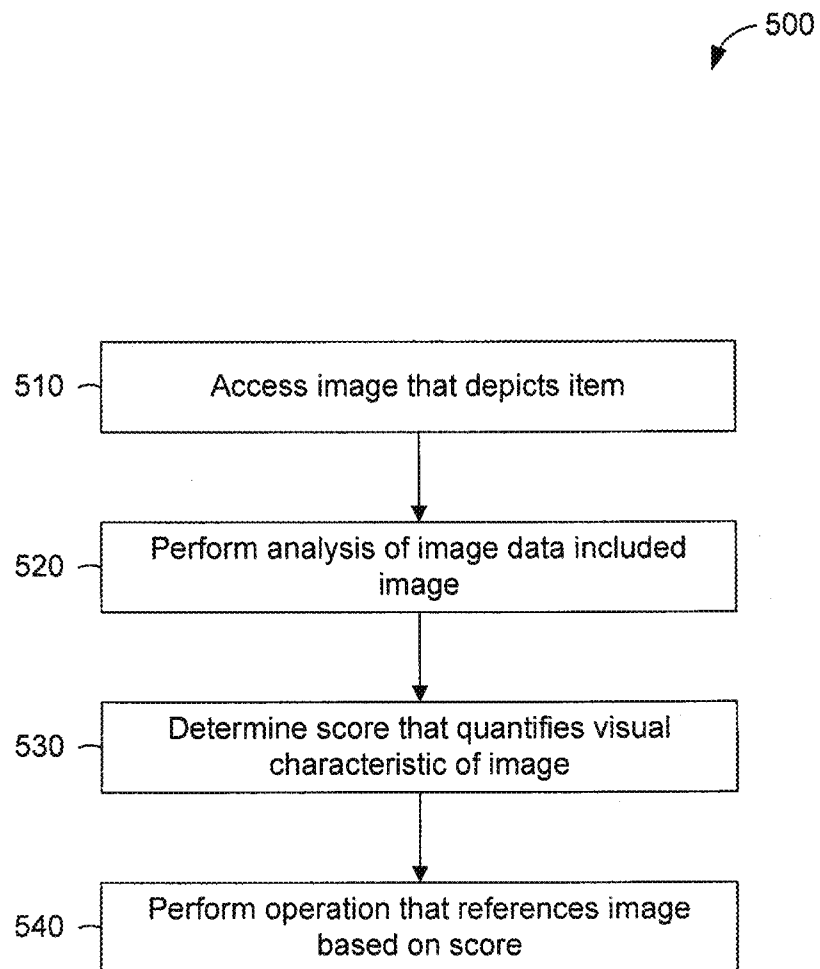 500
510
Access image that depicts item
520
Perform analysis of image data included
image
530
Determine score that quantifies visual
characteristic of image
540
Perform operation that references image
based on score